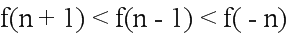 f(n + 1) < f(n - 1) < f( - n)